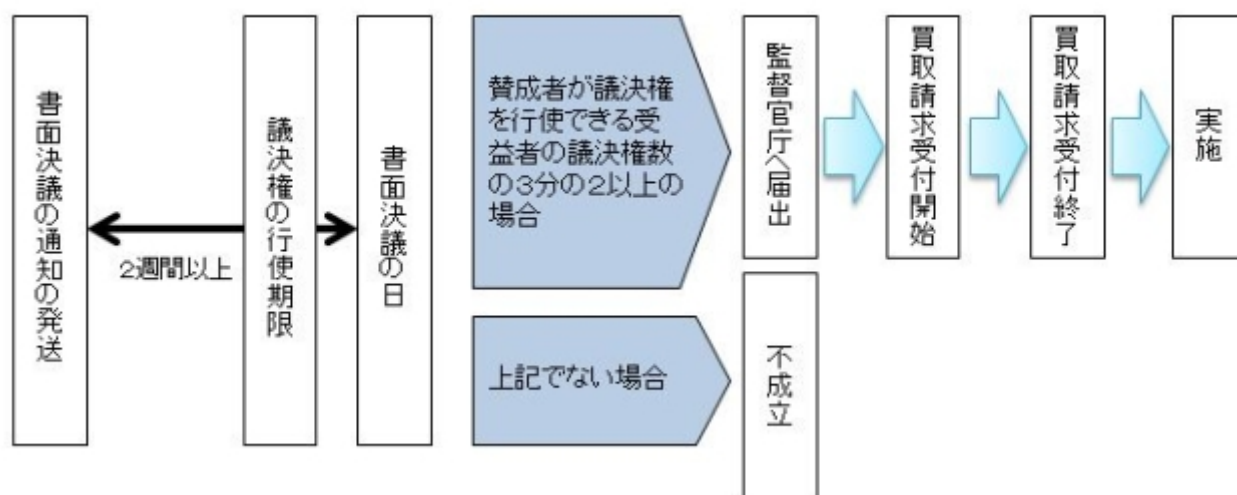 書面決議の通知の発送
2週間以上
議決権の行使期限
書面決議の日
賛成者が議決権
を行使できる受
益者の議決権数
の3分の2以上の
場合
監督官庁へ届出
買取請求受付開始
買取請求受付終了
実施
上記でない場合
不成立